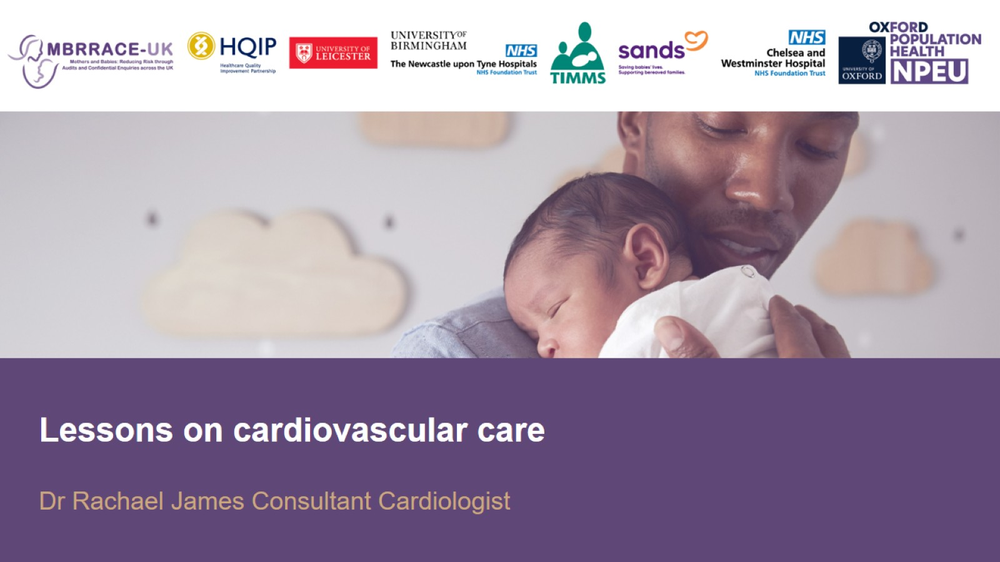 MBRRACE-UK
Mothers and Babies: Reducing Risk through
Audits and Confidential Enquiries across the UK
HQIP
Healthcare Quality
Improvement Partnership
UNIVERSITY OF
LEICESTER
UNIVERSITY OF
BIRMINGHAM
NHS
The Newcastle upon Tyne Hospitals
NHS Foundation Trust
TIMMS
sands
Saving babies' lives.
Supporting bereaved families.
NHS
Chelsea and
Westminster Hospital
NHS Foundation Trust
UNIVERSITY OF
OXFORD
OXFORD
POPULATION
HEALTH
NPEU
Lessons on cardiovascular care
Dr Rachael James Consultant Cardiologist